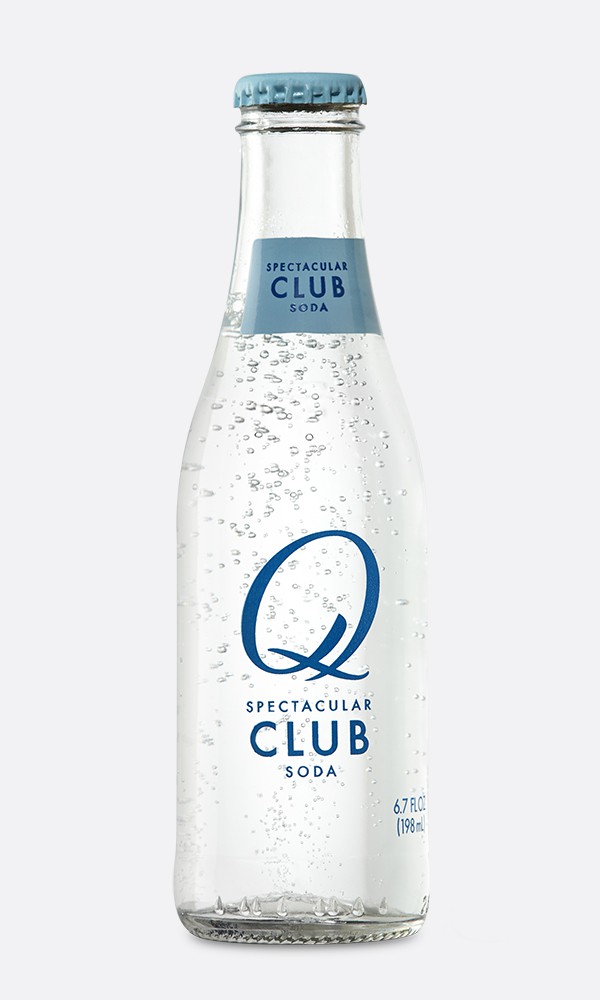 SPECTACULAR
CLUB
SODA
Q
SPECTACULAR
CLUB
SODA
6.7 FL OZ
(198 mL)